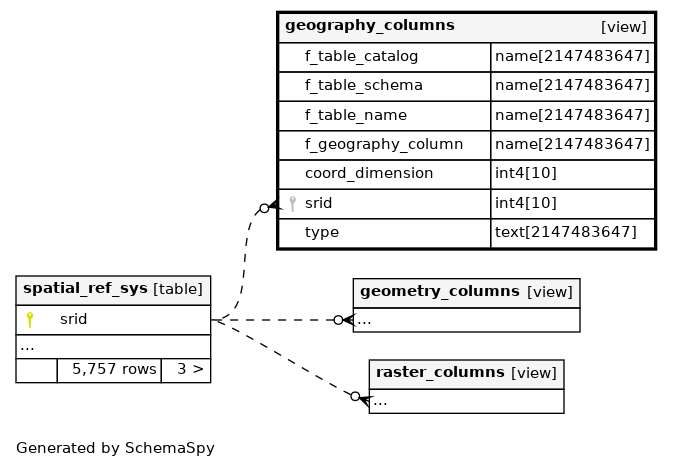 geography_columns [view]
f_table_catalog name[2147483647]
f_table_schema name[2147483647]
f_table_name name[2147483647]
f_geography_column name[2147483647]
coord_dimension int4[10]
srid int4[10]
type text[2147483647]
spatial_ref_sys [table]
srid
...
5,757 rows 3 >
geometry_columns [view]
...
raster_columns [view]
...
Generated by SchemaSpy